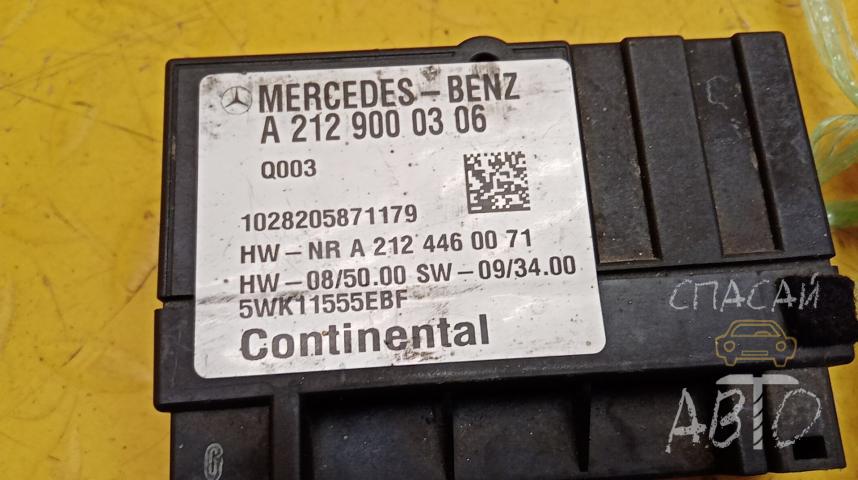 MERCEDES-BENZ
A 212 900 03 06
Q003
1028205871179
HW-NR A 212 446 00 71
HW-08/50.00 SW-09/34.00
5WK11555EBF
Continental
СПАСАЙ
АВТО